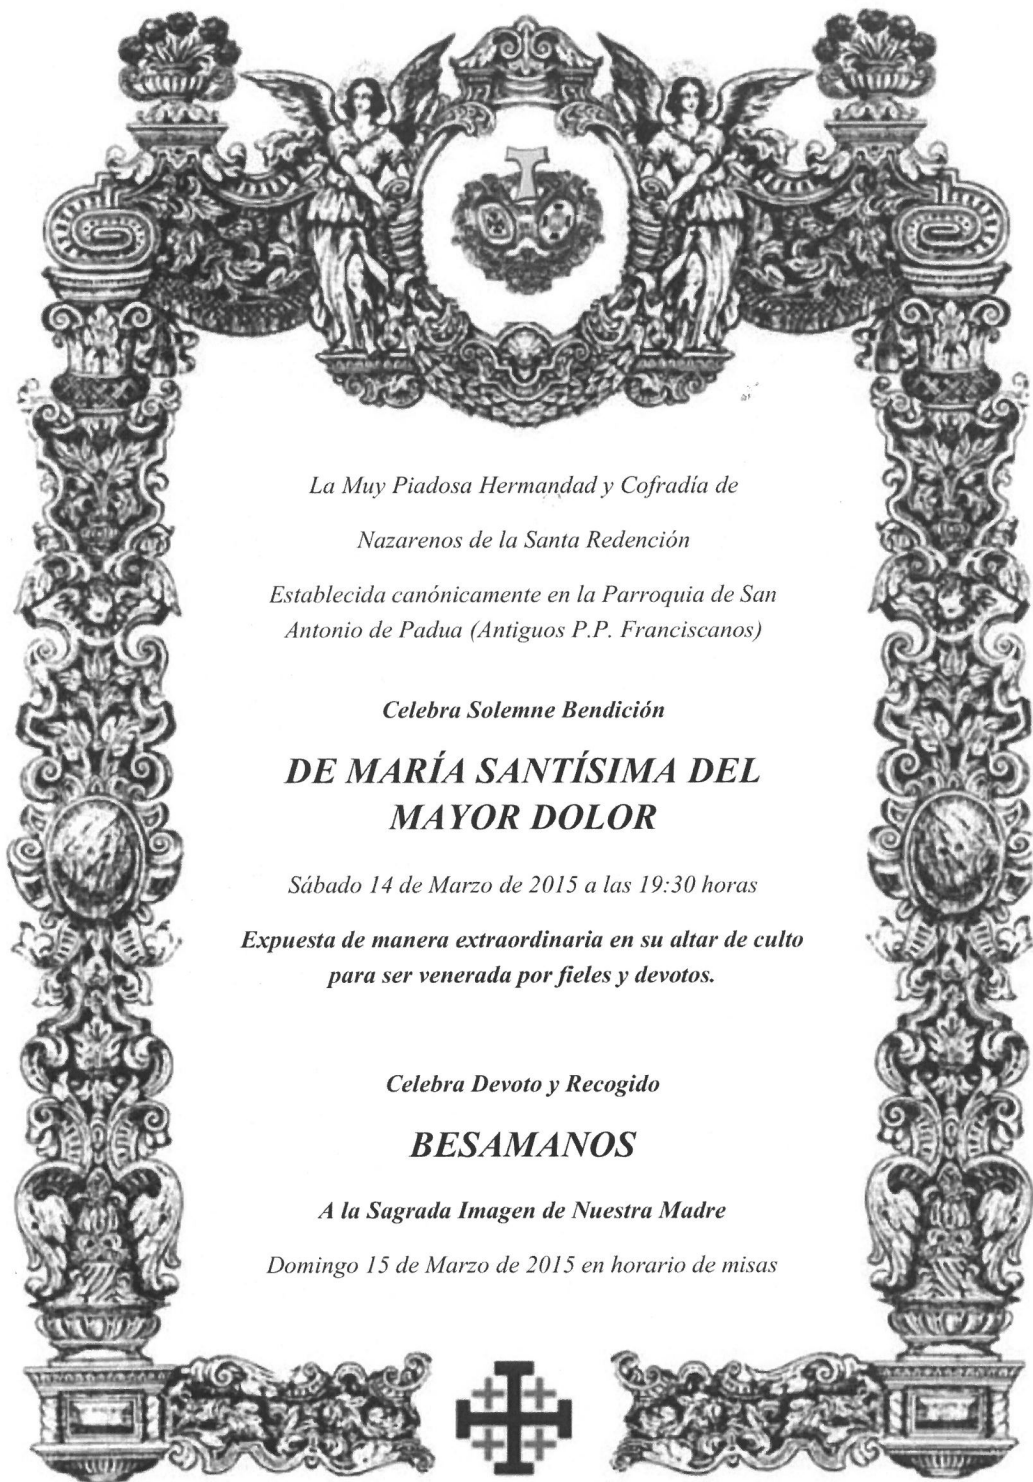 La Muy Piadosa Hermandad y Cofradía de
Nazarenos de la Santa Redención
Establecida canónicamente en la Parroquia de San
Antonio de Padua (Antiguos P.P. Franciscanos)
Celebra Solemne Bendición
DE MARÍA SANTÍSIMA DEL
MAYOR DOLOR
Sábado 14 de Marzo de 2015 a las 19:30 horas
Expuesta de manera extraordinaria en su altar de culto
para ser venerada por fieles y devotos.
Celebra Devoto y Recogido
BESAMANOS
A la Sagrada Imagen de Nuestra Madre
Domingo 15 de Marzo de 2015 en horario de misas